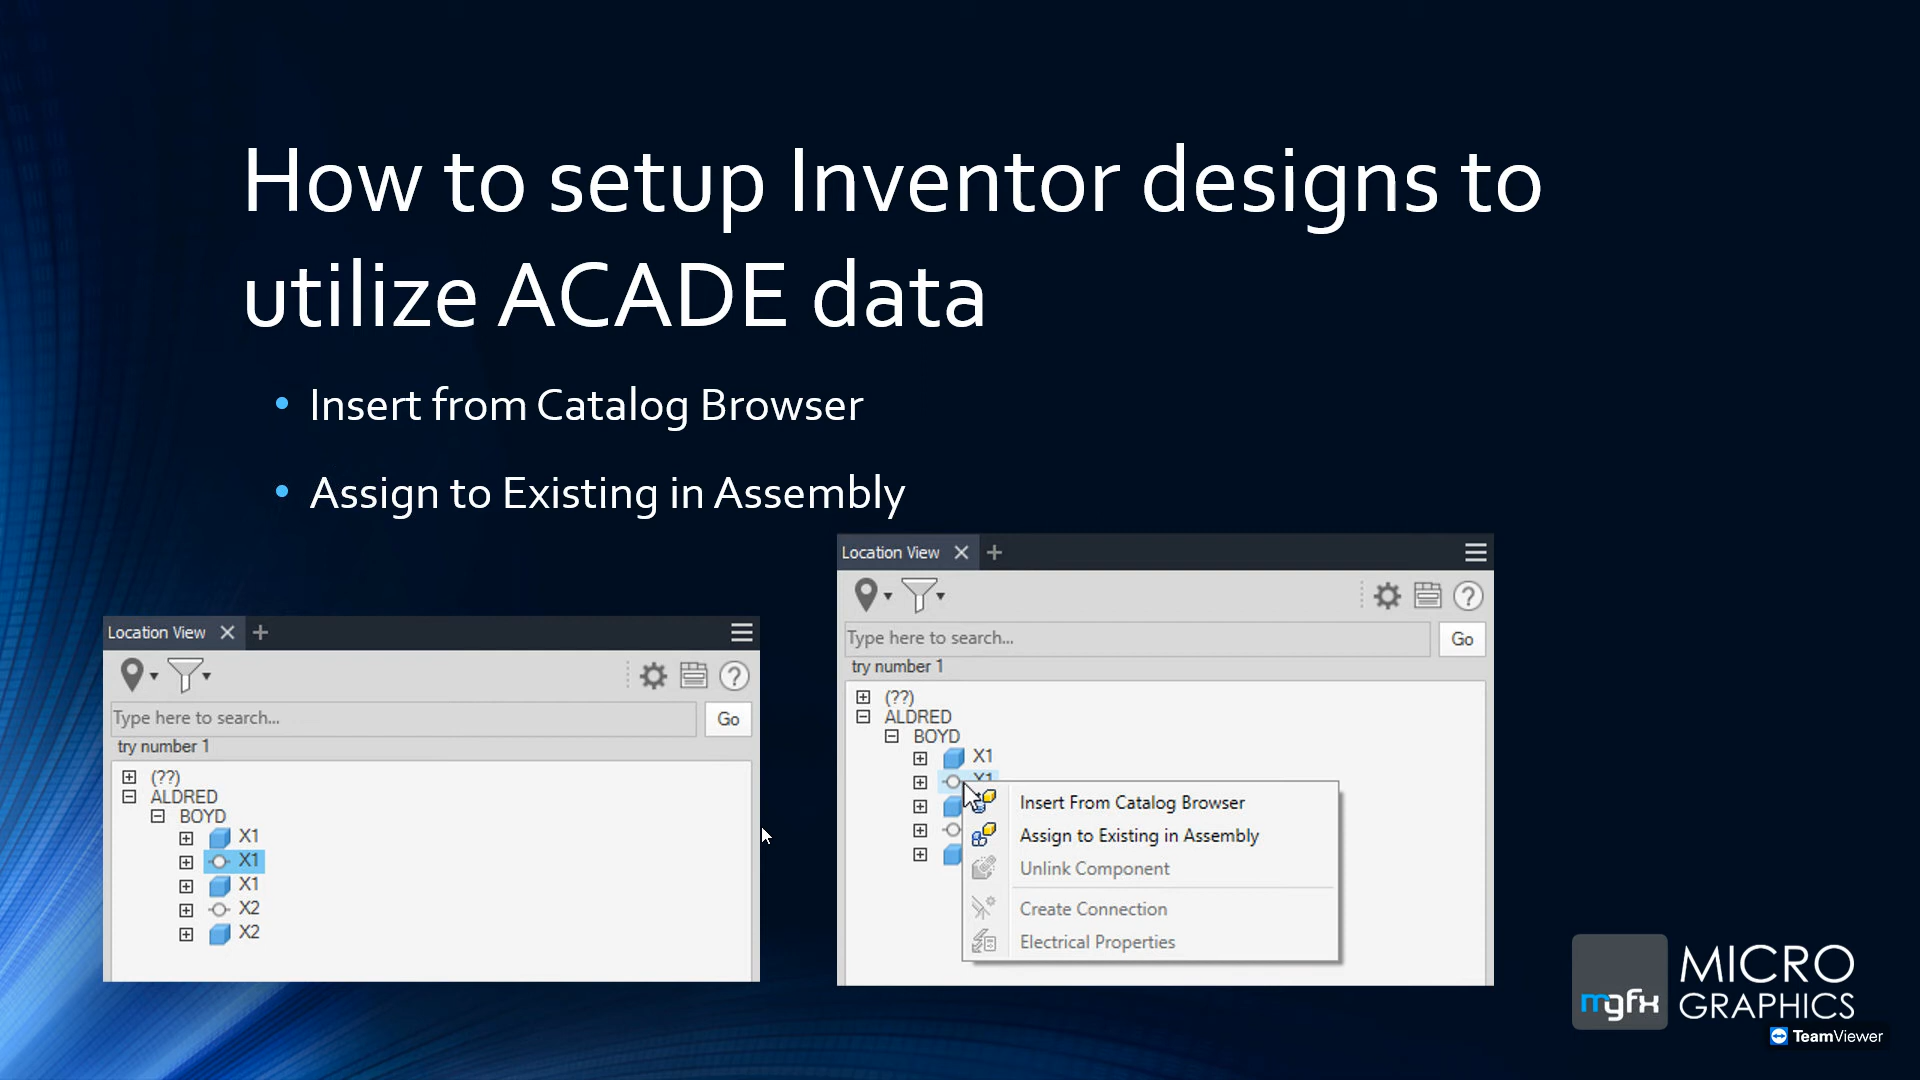 How to setup Inventor designs to
utilize ACADE data
• Insert from Catalog Browser
• Assign to Existing in Assembly
Location View
Type here to search...
Go
try number 1
(??)
ALDRED
BOYD
X1
X1
X1
X2
X2
Location View
Type here to search...
Go
try number 1
(??)
ALDRED
BOYD
X1
X1
Insert From Catalog Browser
Assign to Existing in Assembly
Unlink Component
Create Connection
Electrical Properties
mgfx
MICRO
GRAPHICS
TeamViewer